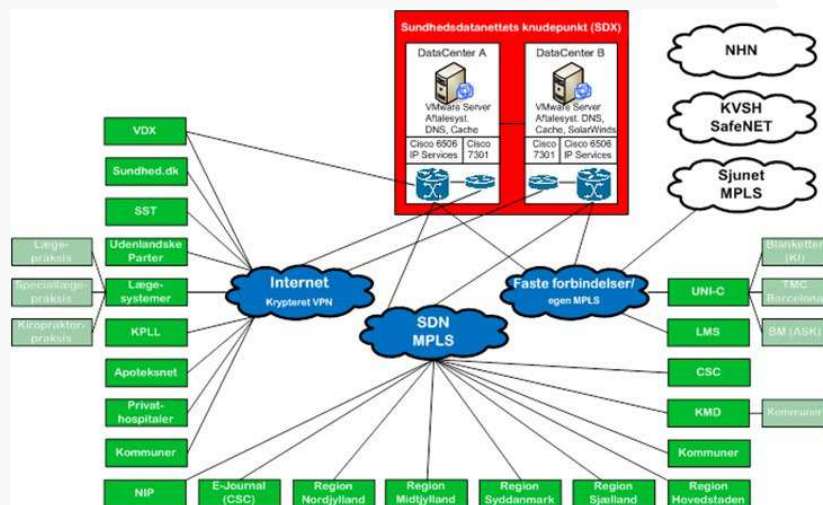 Sundhedsdatanettets knudepunkt (SDX)
DataCenter A
VMware Server
Aftalesyst.
DNS, Cache
Cisco 6506
IP Services
Cisco
7301
DataCenter B
VMware Server
Aftalesyst. DNS,
Cache, SolarWinds
Cisco
7301
Cisco 6506
IP Services
NHN
KVSH
SafeNET
Sjunet
MPLS
VDX
Sundhed.dk
SST
Udenlandske
Parter
Læge-
systemer
KPLL
Apoteksnet
Privat-
hospitaler
Kommuner
Læge-
praksis
Speciallæge-
praksis
Kiropraktor-
praksis
Internet
Krypteret VPN
SDN
MPLS
Faste forbindelser/
egen MPLS
UNI-C
LMS
CSC
KMD
Kommuner
Blanketter
(KI)
TMC
Barcelona
BM (ASK)
Kommuner
NIP
E-Journal
(CSC)
Region
Nordjylland
Region
Midtjylland
Region
Syddanmark
Region
Sjælland
Region
Hovedstaden